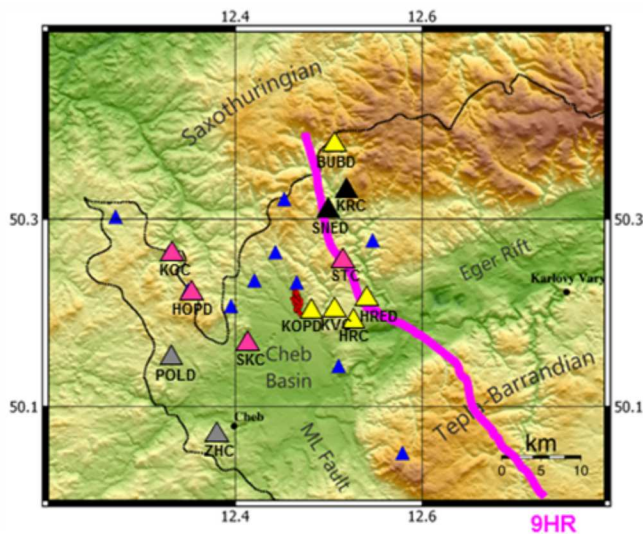 12.4 12.6
Saxothuringian
BUBD
KRC
50.3 SNED 50.3
KOC STC Eger Rift
Karlovy Vary
HOPD
HRED
KOPD KVC
HRC
SKC Cheb
POLD Basin
Tepla-Barrandian
50.1 50.1
Cheb
ZHC ML Fault km
0 5 10
12.4 12.6
9HR